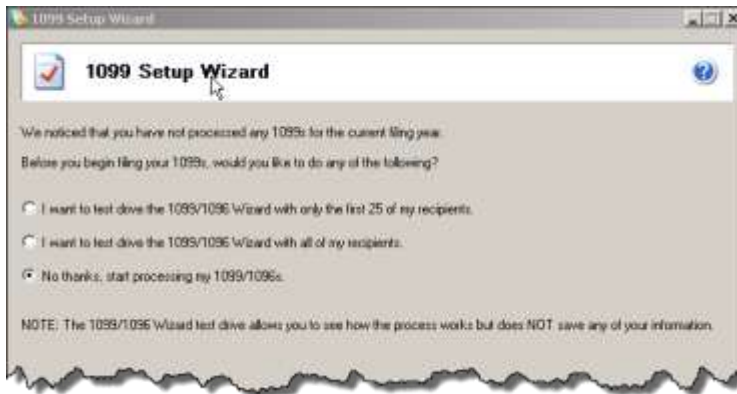 1099 Setup Wizard
1099 Setup Wizard
We noticed that you have not processed any 1099s for the current filing year.
Before you begin filing your 1099s, would you like to do any of the following?
I want to test drive the 1099/1096 Wizard with only the first 25 of my recipients.
I want to test drive the 1099/1096 Wizard with all of my recipients.
No thanks, start processing my 1099/1096s.
NOTE: The 1099/1096 Wizard test drive allows you to see how the process works but does NOT save any of your information.